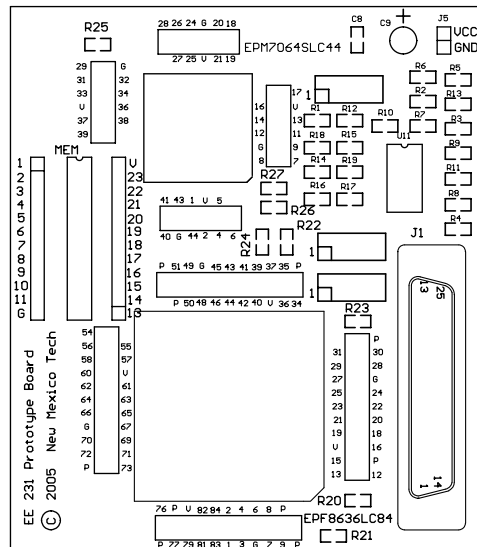 28 26 24 G 20 18
C8
C9
J5
VCC
GND
R25
EPM7064SLC44
27 25 V 21 19
29 G
31 32
33 34
V 36
37 38
39
MEM
17
16 V
14 13
12 11
G 9
8 7
1
R1 R12
R18 R15
R14 R19
R16 R17
R6 R5
R2 R13
R10 R7 R3
U11
R9
R11
R8
R4
1 V
2 23
3 22
4 21
5 20
6 19
7 18
8 17
9 16
10 15
11 14
G 13
R27
R26
41 43 1 V 5
40 G 44 2 4 6
R24
R22
J1
P 51 49 G 45 43 41 39 37 35 P
P 50 48 46 44 42 40 V 36 34
1
R23
25
13
54
56 55
58 57
60 V
62 61
64 63
66 65
G 67
70 69
72 71
P 73
P
31 30
29 28
27 G
25 24
23 22
21 20
19 18
V 16
15 P
13 12
14
1
EE 231 Prototype Board
© 2005 New Mexico Tech
R20
76 P V 82 84 2 4 6 8 P
EPF8636LC84
P 77 79 81 83 1 3 G 7 9 P
R21